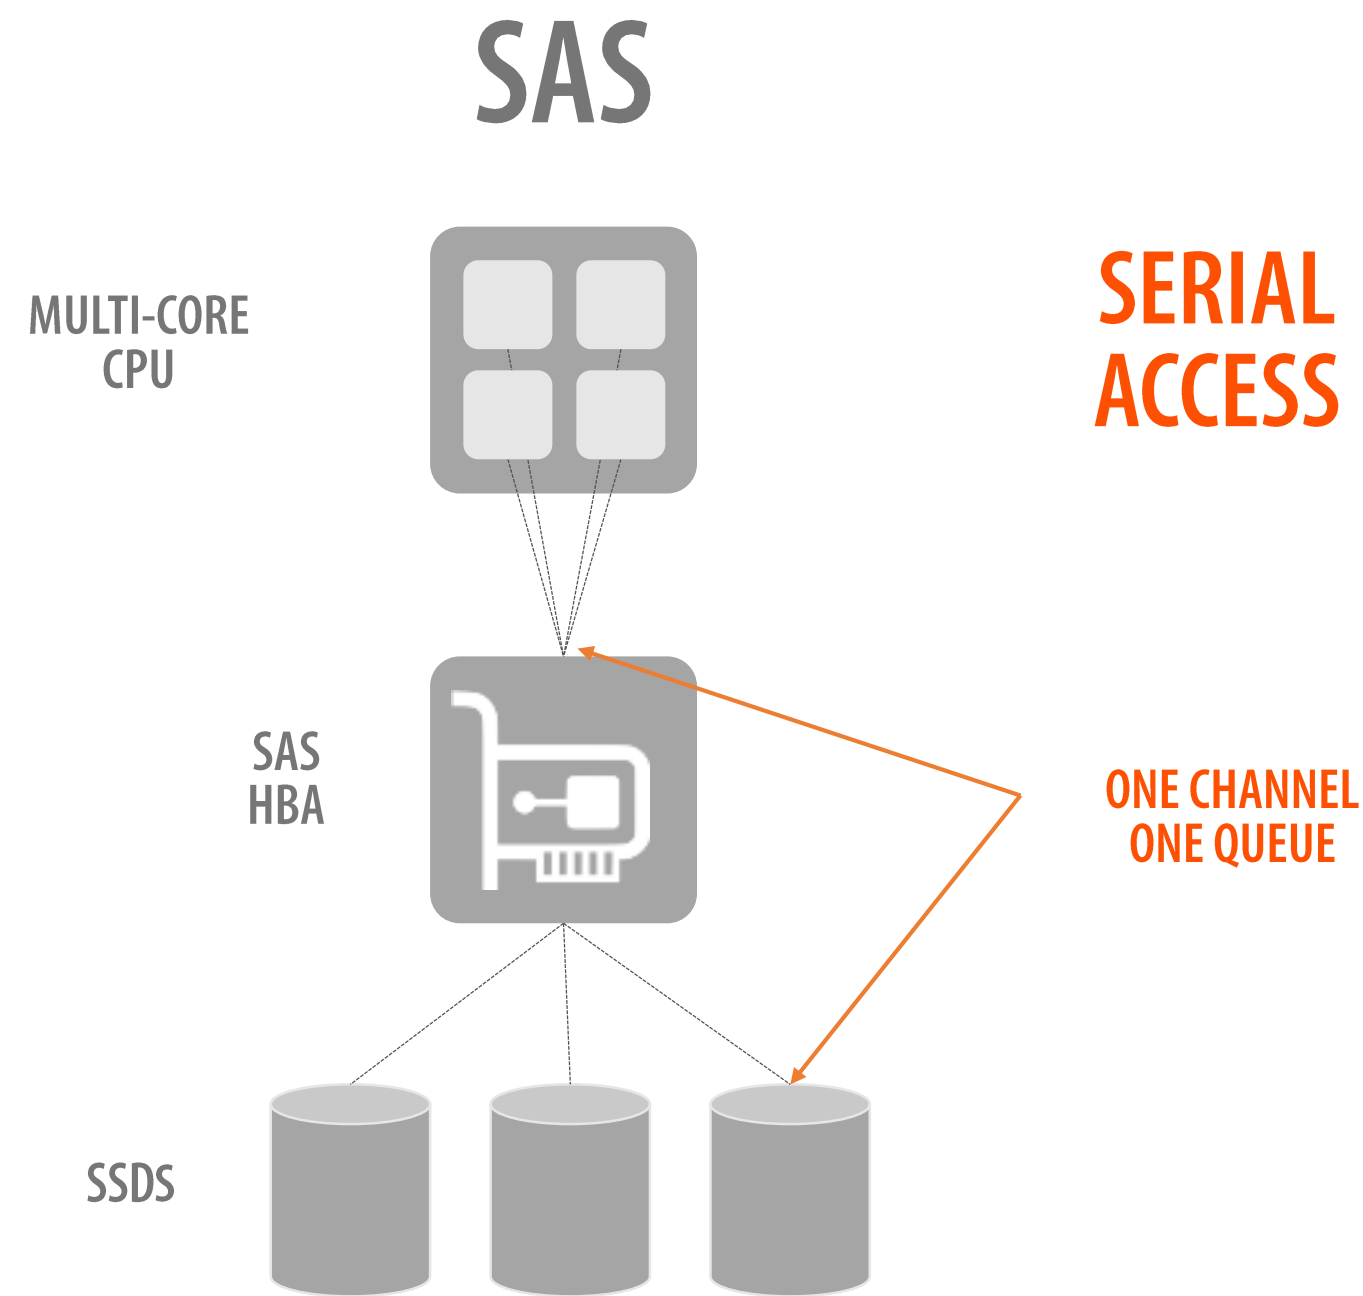 SAS
MULTI-CORE
CPU
SERIAL
ACCESS
SAS
HBA
ONE CHANNEL
ONE QUEUE
SSDS